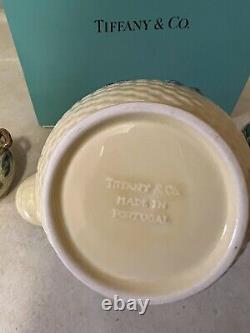 TIFFANY & CO.
TIFFANY & CO.
MADE IN
PORTUGAL